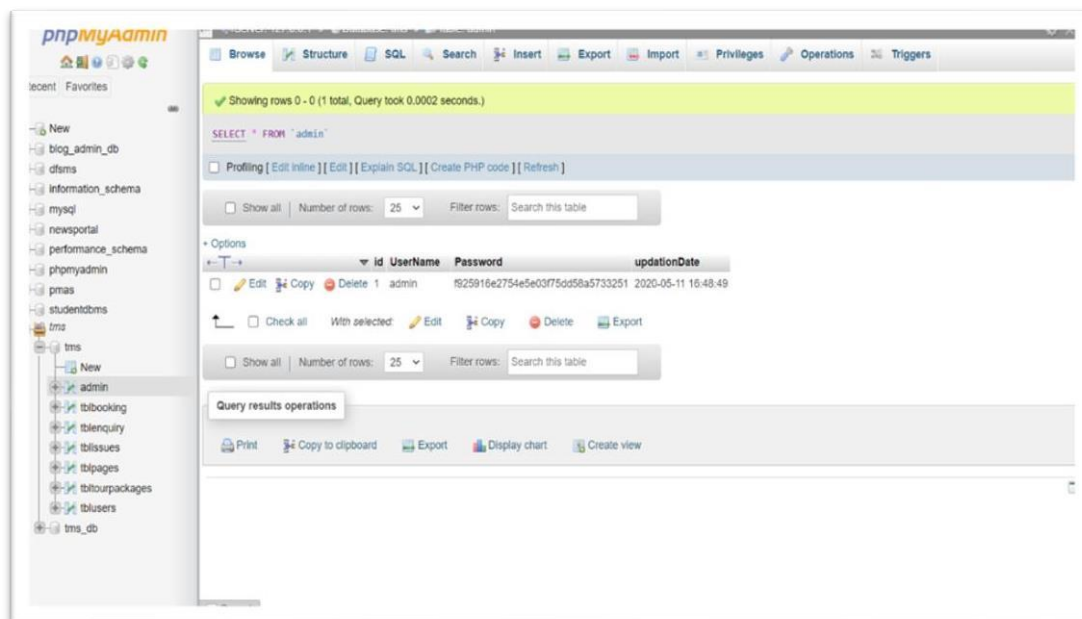 phpMyAdmin
Browse Structure SQL Search Insert Export Import Privileges Operations Triggers
Recent Favorites
Showing rows 0 - 0 (1 total, Query took 0.0002 seconds.)
SELECT * FROM `admin`
Profiling [ Edit inline ] [ Edit ] [ Explain SQL ] [ Create PHP code ] [ Refresh ]
Show all | Number of rows: 25 Filter rows: Search this table
+ Options
id UserName Password updationDate
Edit Copy Delete 1 admin f925916e2754e5e03f75dd58a5733251 2020-05-11 16:48:49
Check all With selected: Edit Copy Delete Export
Show all | Number of rows: 25 Filter rows: Search this table
Query results operations
Print Copy to clipboard Export Display chart Create view
New
blog_admin_db
dfsms
information_schema
mysql
newsportal
performance_schema
phpmyadmin
pmas
studentdbms
tms
tms
New
admin
tblbooking
tblenquiry
tblissues
tblpages
tbltourpackages
tblusers
tms_db